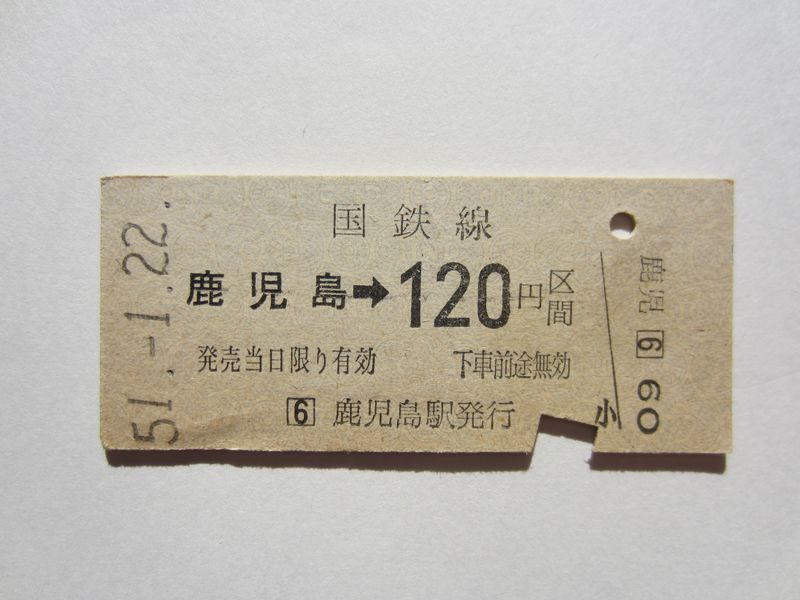 51.-1.22.
国鉄線
鹿児島➡120円区間
発売当日限り有効 下車前途無効
6 鹿児島駅発行
鹿児 6
小 60